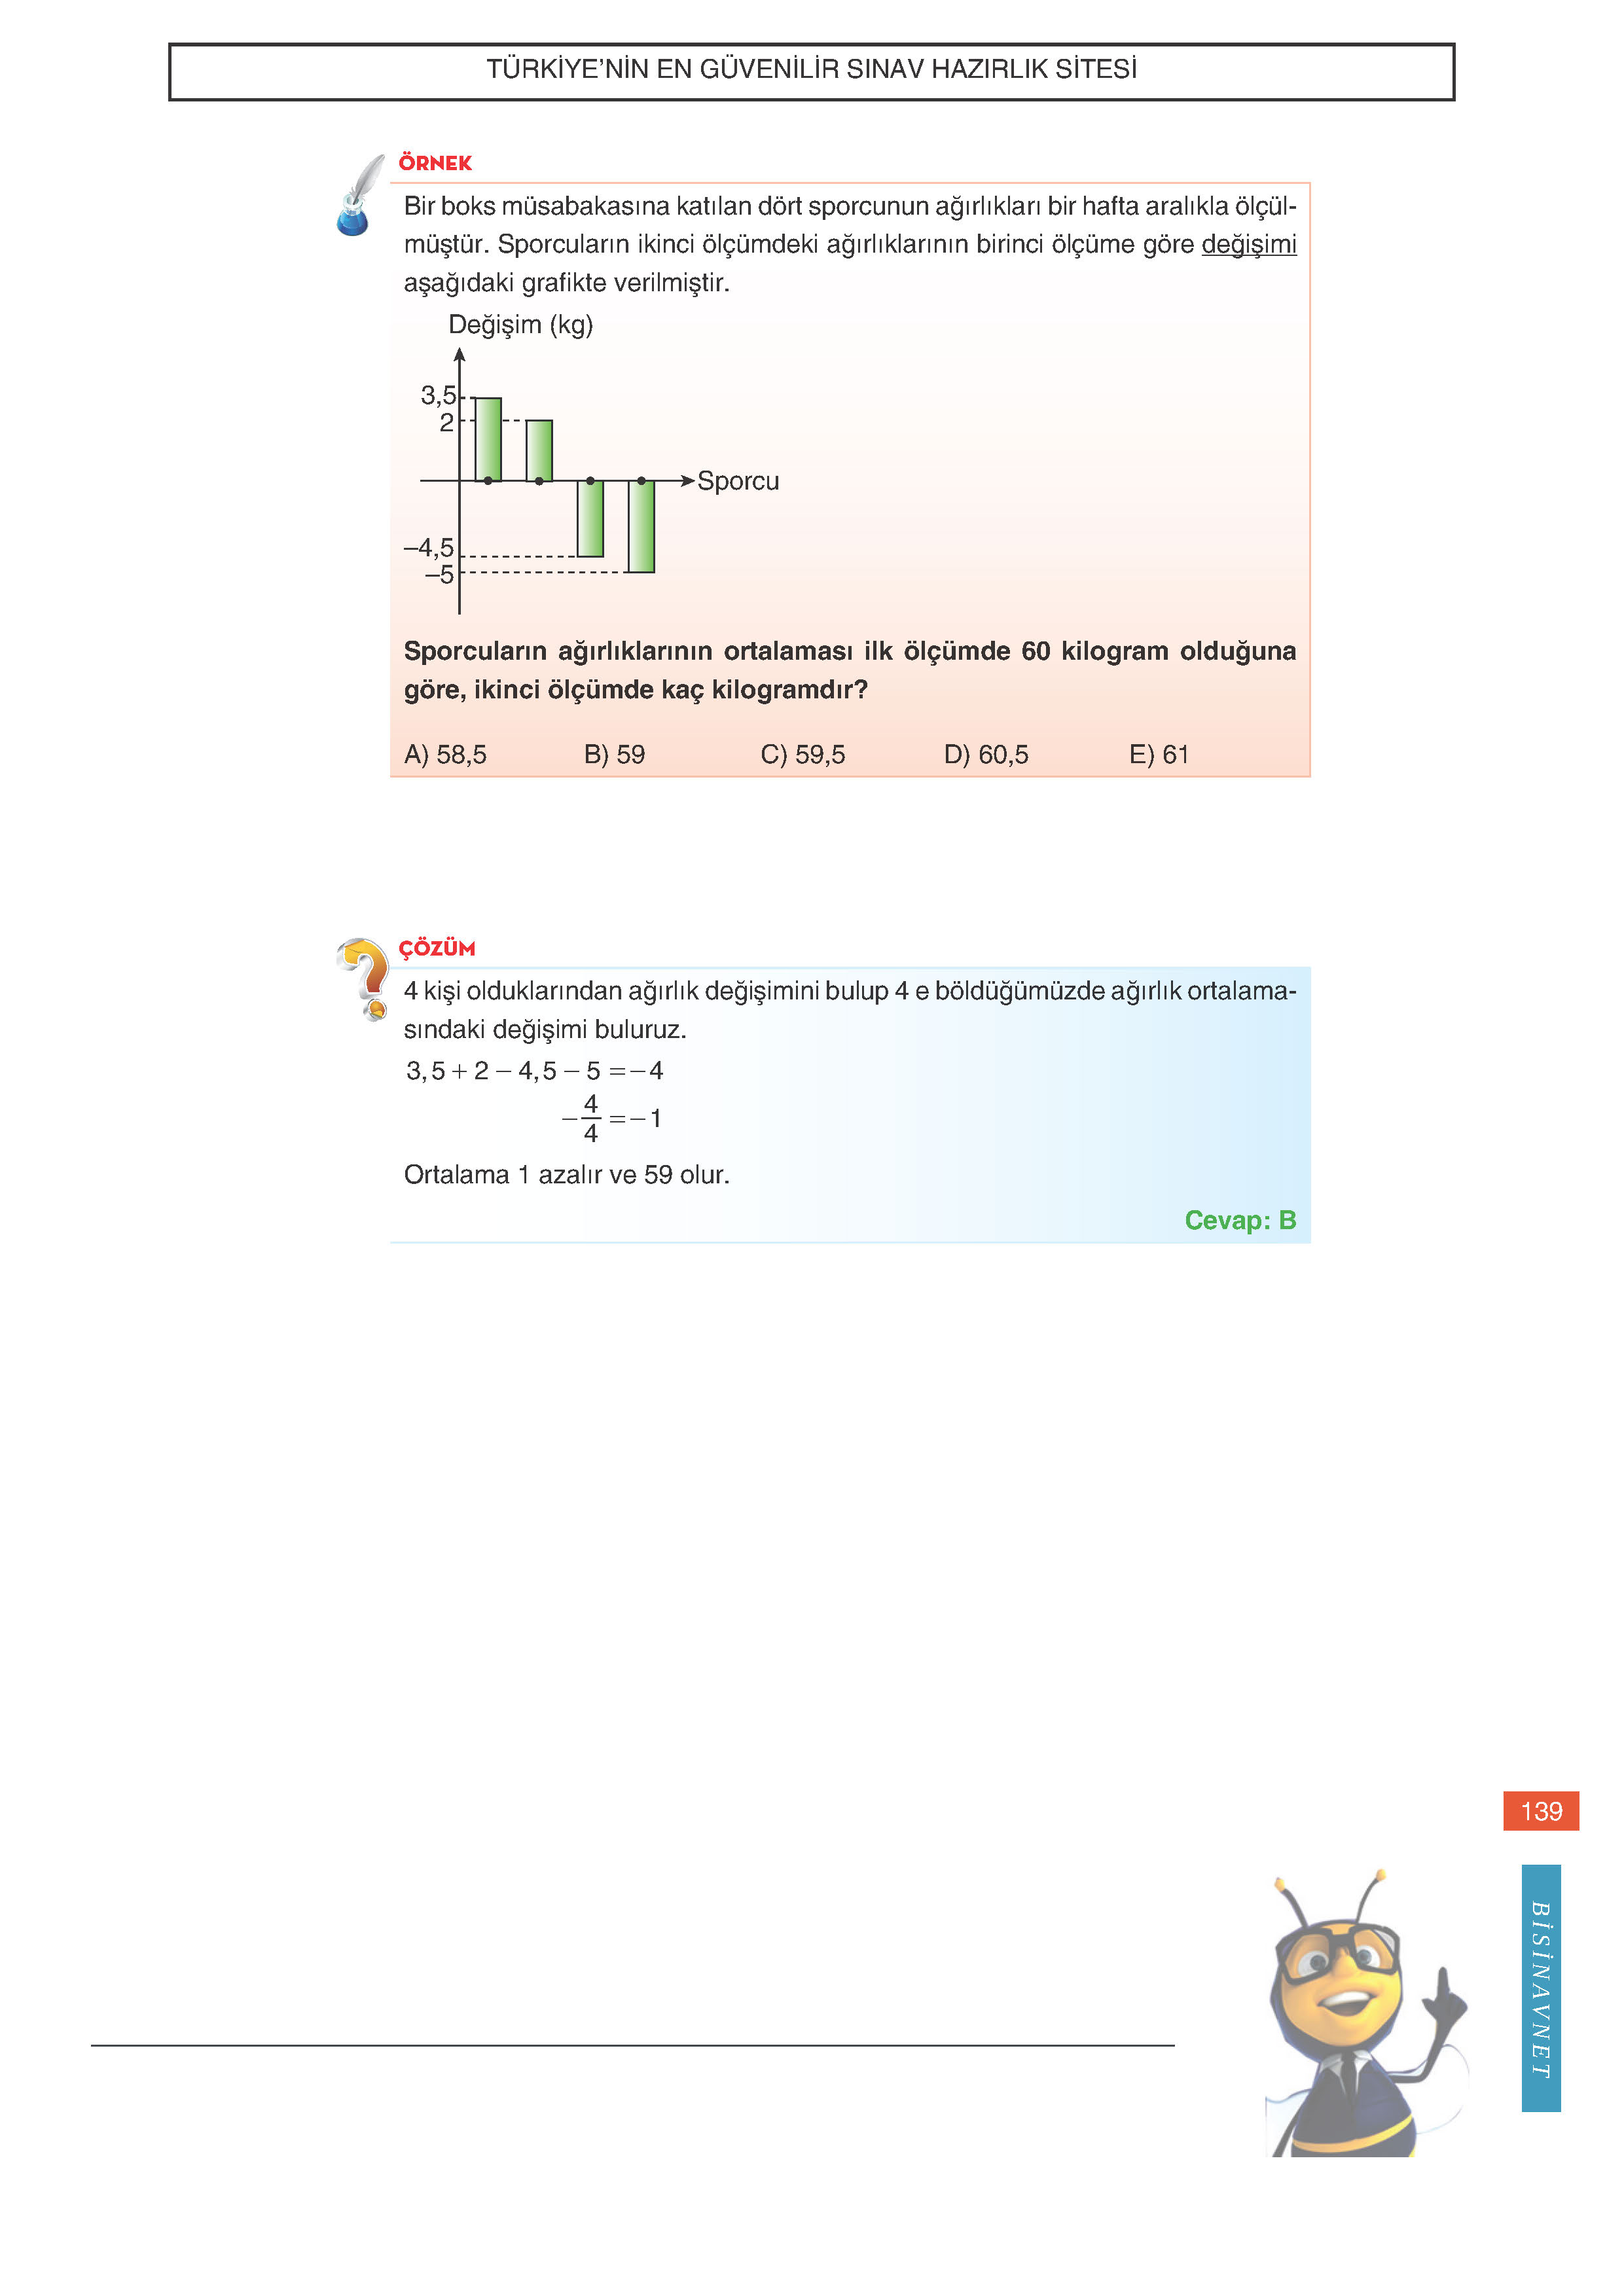 TÜRKİYE'NİN EN GÜVENİLİR SINAV HAZIRLIK SİTESİ
ÖRNEK
Bir boks müsabakasına katılan dört sporcunun ağırlıkları bir hafta aralıkla ölçül-
müştür. Sporcuların ikinci ölçümdeki ağırlıklarının birinci ölçüme göre değişimi
aşağıdaki grafikte verilmiştir.
Değişim (kg)
3,5
2
Sporcu
–4,5
–5
Sporcuların ağırlıklarının ortalaması ilk ölçümde 60 kilogram olduğuna
göre, ikinci ölçümde kaç kilogramdır?
A) 58,5 B) 59 C) 59,5 D) 60,5 E) 61
ÇÖZÜM
4 kişi olduklarından ağırlık değişimini bulup 4 e böldüğümüzde ağırlık ortalama-
sındaki değişimi buluruz.
3,5 + 2 – 4,5 – 5 = – 4
– 4/4 = – 1
Ortalama 1 azalır ve 59 olur.
Cevap: B
139
BİSİNAVNET